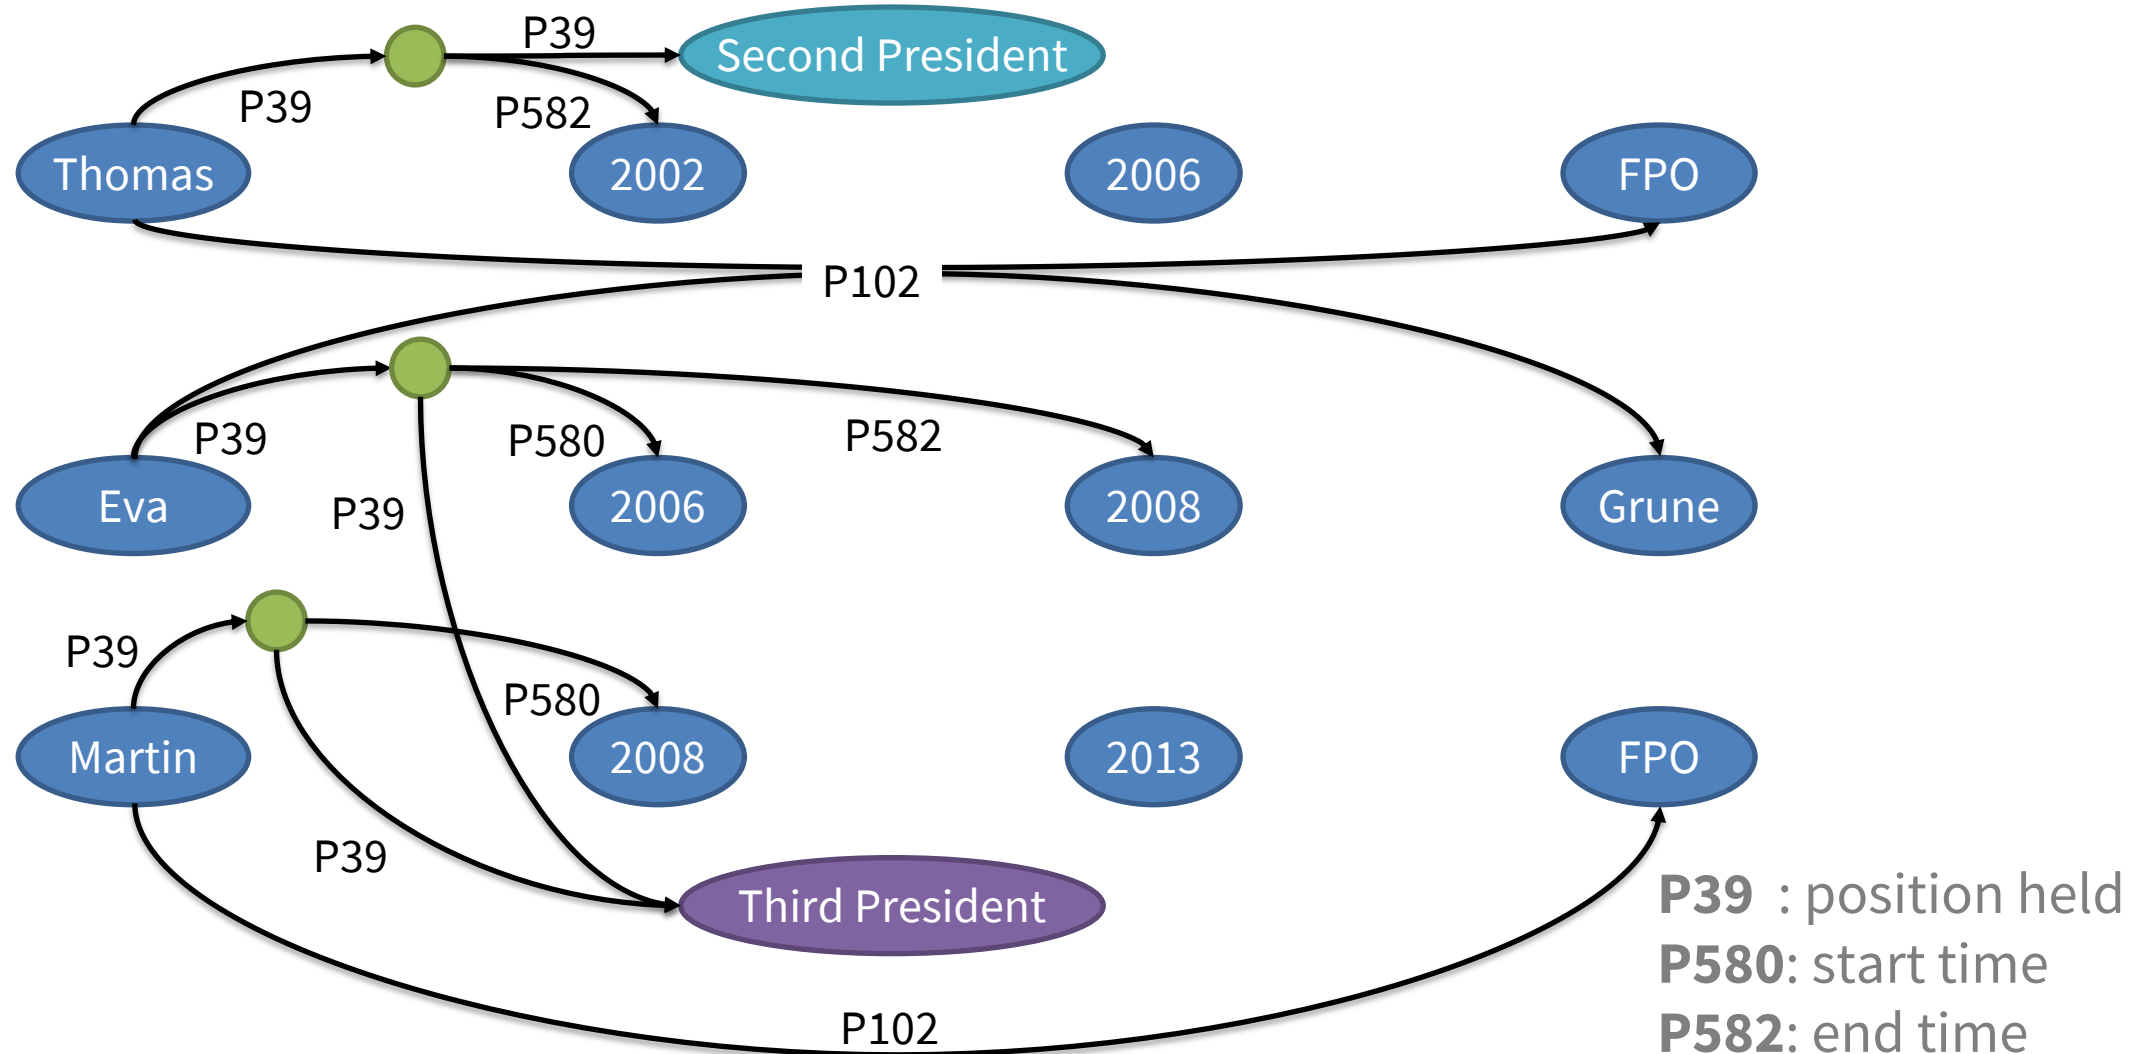 P39
Second President
P39
P582
Thomas
2002
2006
FPO
P102
P39
P580
P582
Eva
2006
2008
Grune
P39
P39
P580
Martin
2008
2013
FPO
P39
Third President
P39 : position held
P580: start time
P102
P582: end time